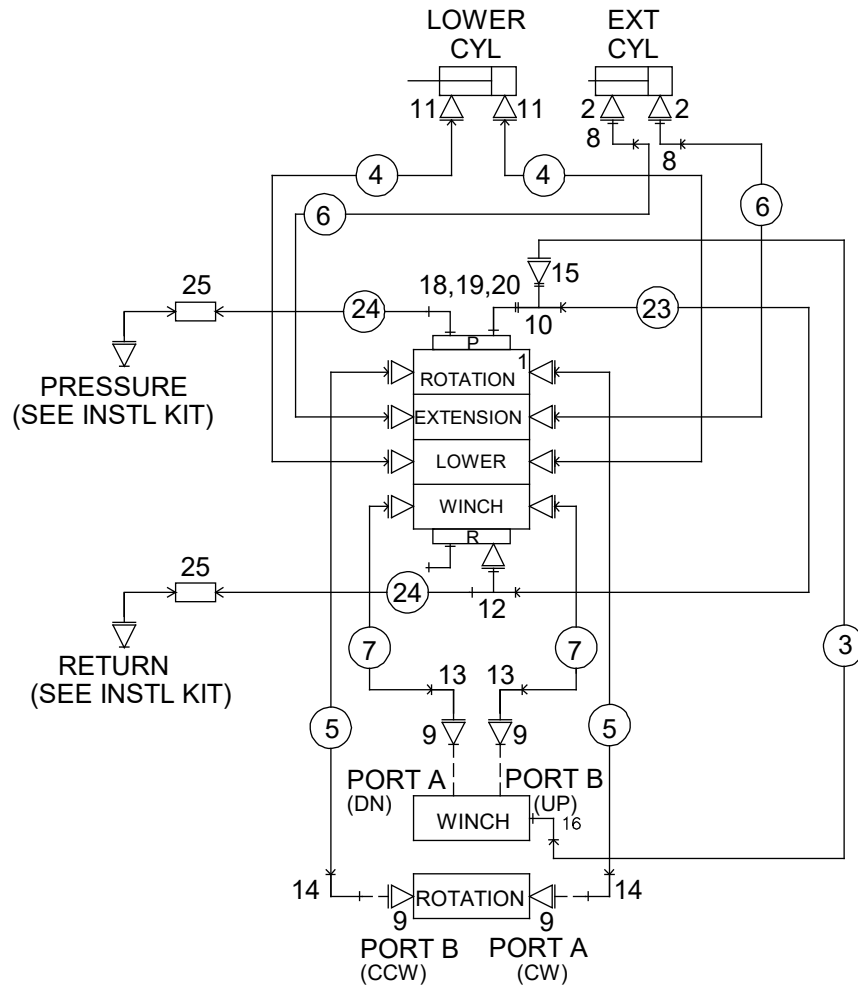 LOWER
CYL
EXT
CYL
11
11
2
2
8
8
4
4
6
6
15
25
18,19,20
24
10
23
P
1
ROTATION
PRESSURE
(SEE INSTL KIT)
EXTENSION
LOWER
WINCH
R
25
24
12
RETURN
(SEE INSTL KIT)
7
7
3
13
13
5
5
9
9
PORT A
(DN)
PORT B
(UP)
WINCH
16
14
ROTATION
14
9
9
PORT B
(CCW)
PORT A
(CW)